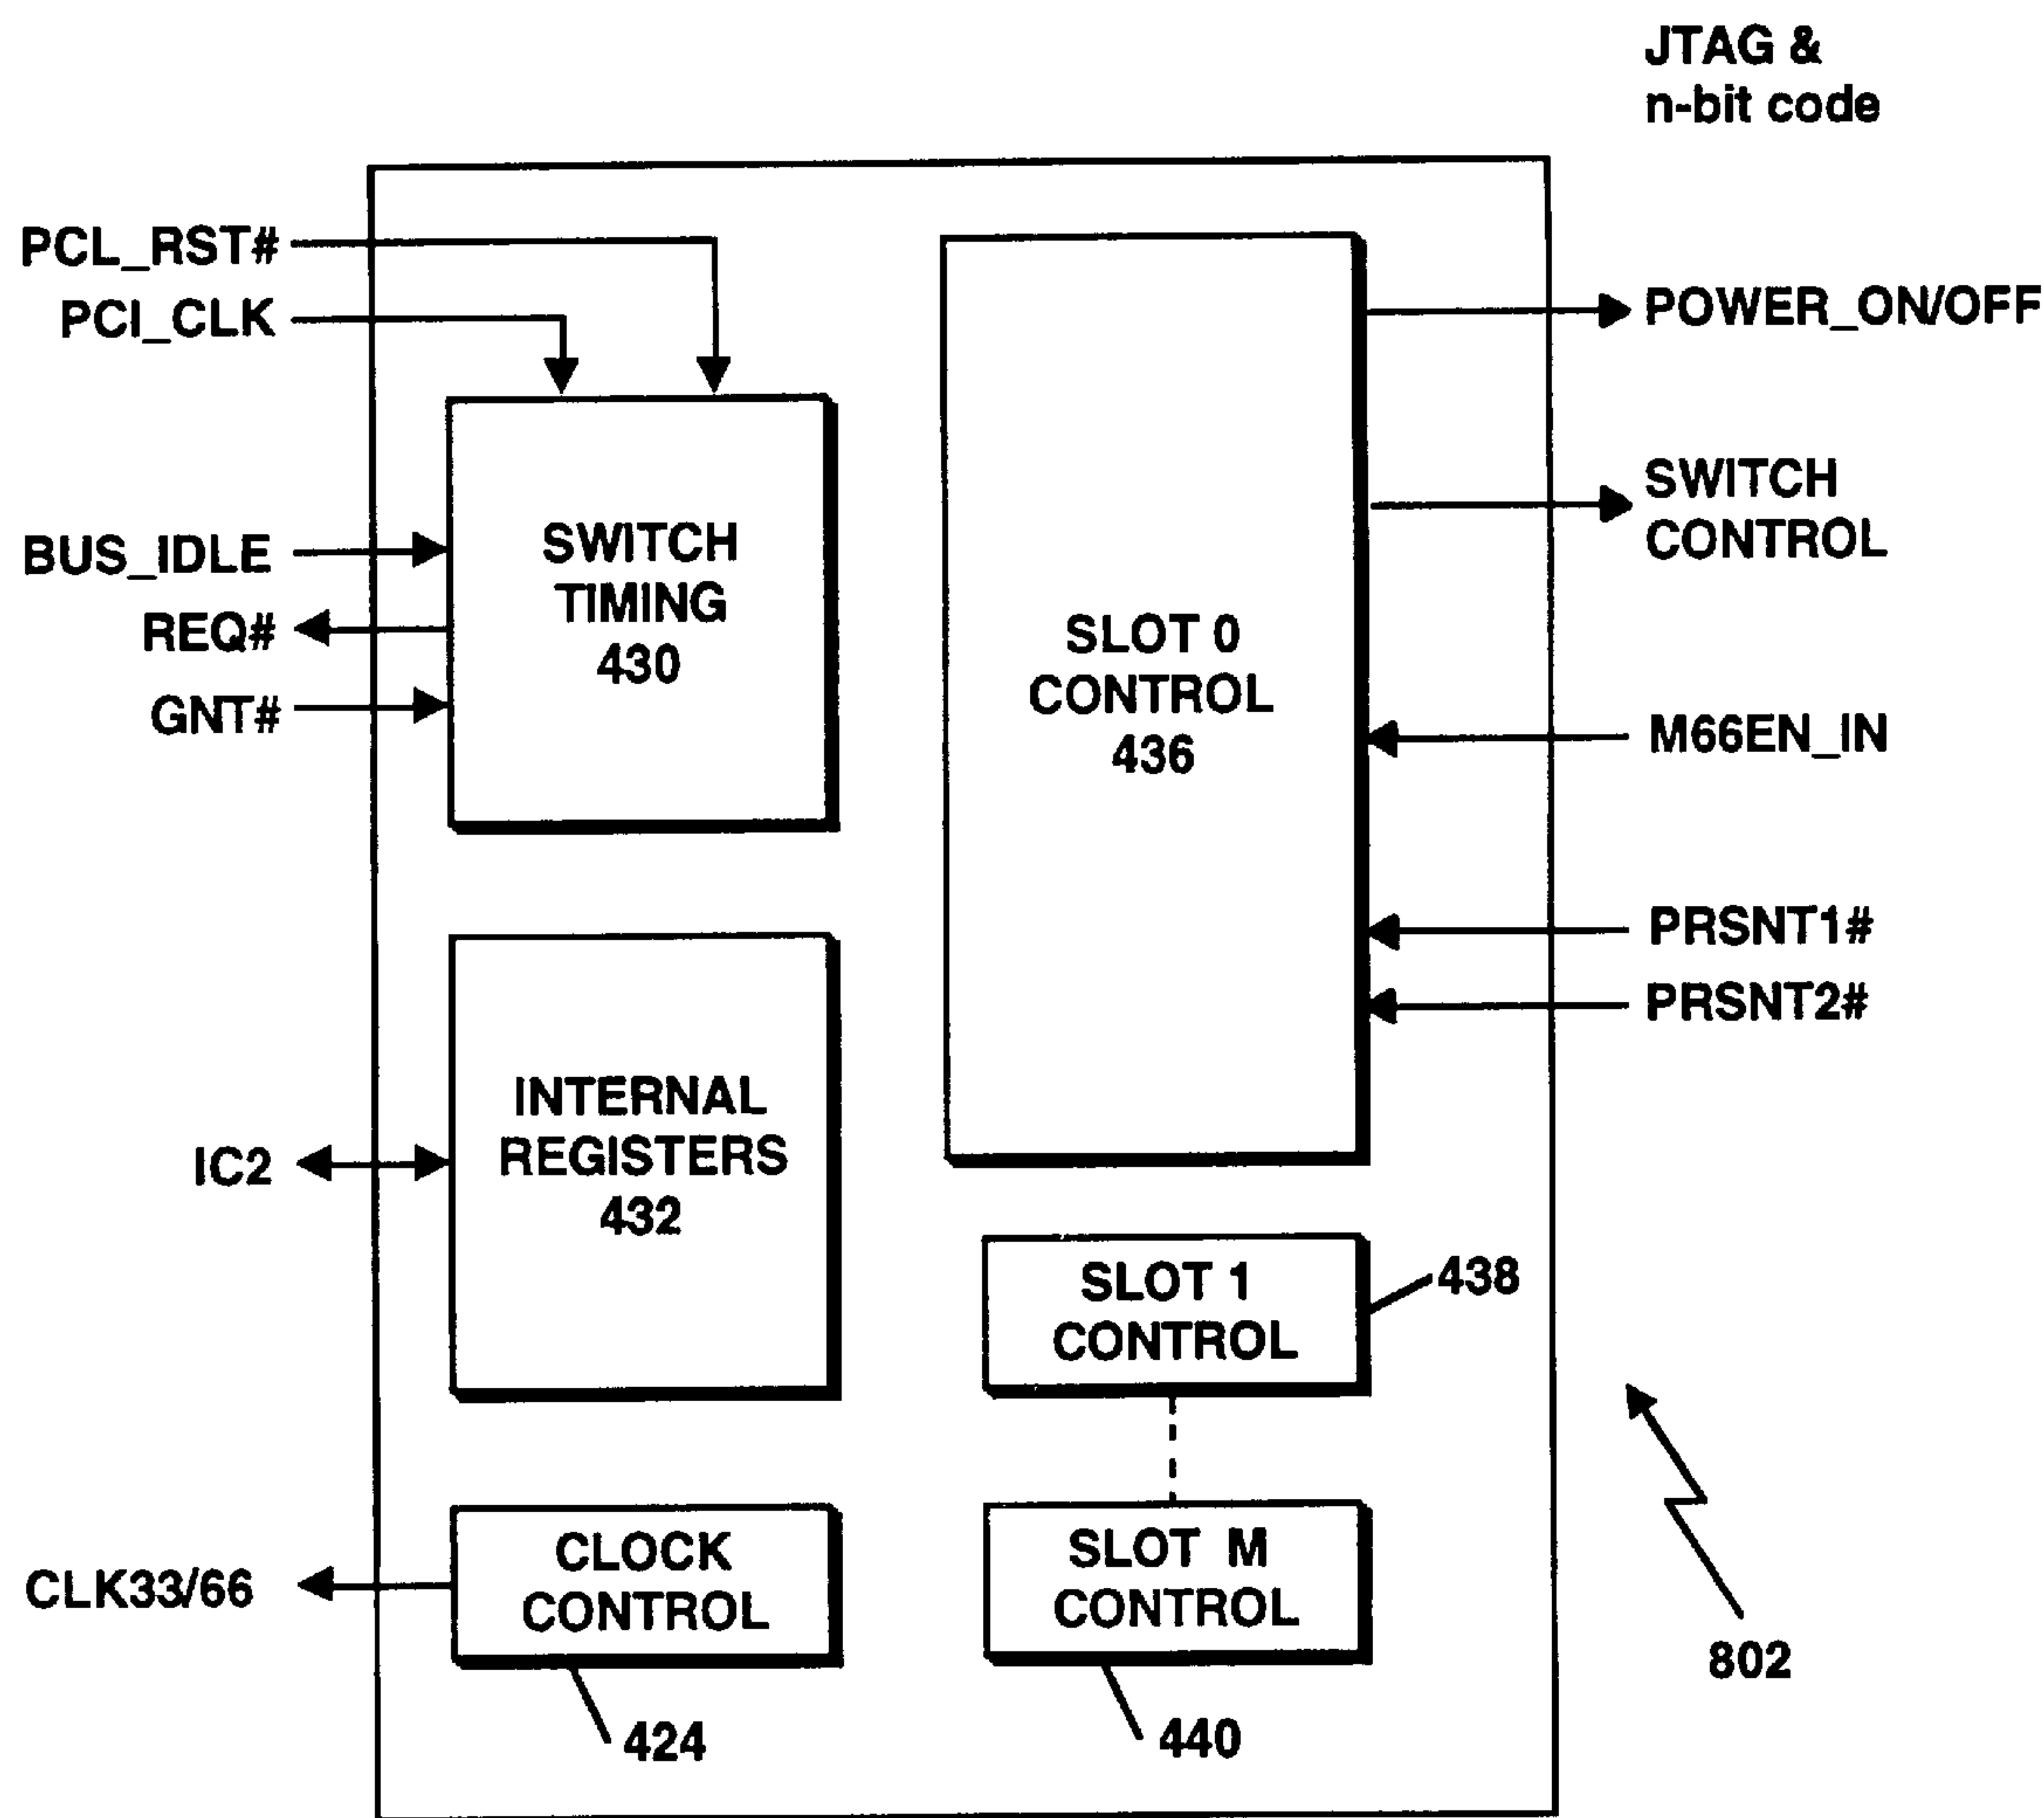 JTAG &
n-bit code
PCL_RST#
PCI_CLK
BUS_IDLE
REQ#
GNT#
SWITCH
TIMING
430
SLOT 0
CONTROL
436
POWER_ON/OFF
SWITCH
CONTROL
M66EN_IN
PRSNT1#
PRSNT2#
IC2
INTERNAL
REGISTERS
432
SLOT 1
CONTROL
438
CLK33/66
CLOCK
CONTROL
424
SLOT M
CONTROL
440
802